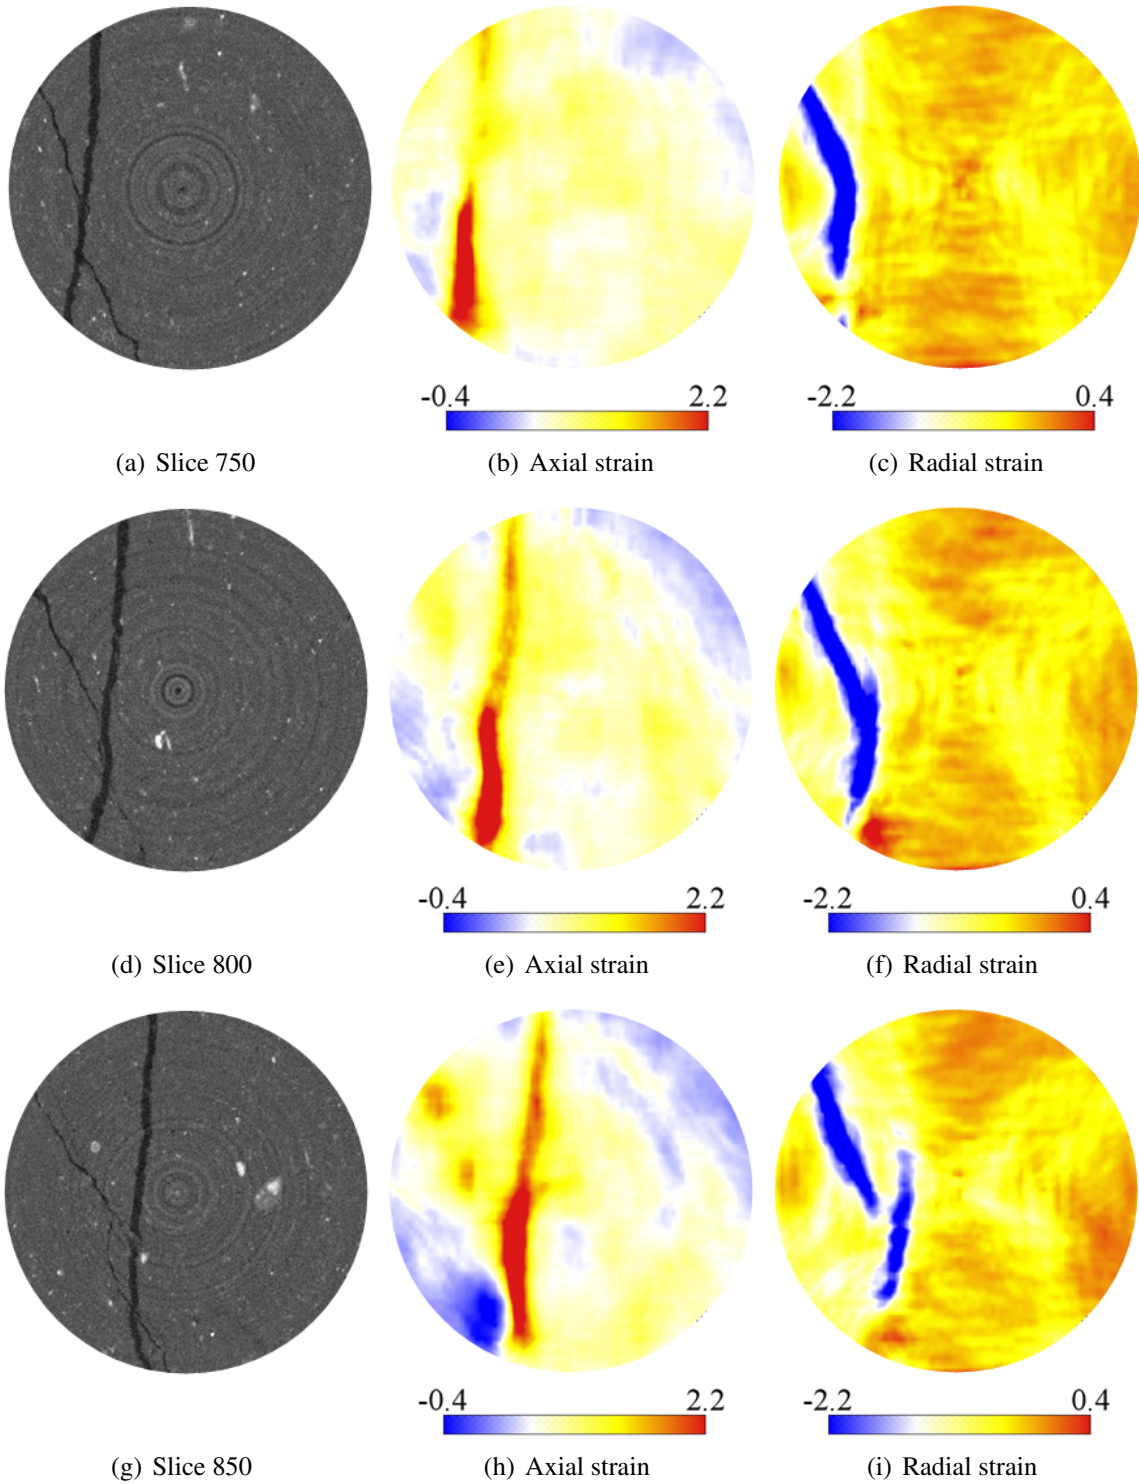 -0.4 2.2 -2.2 0.4
(a) Slice 750 (b) Axial strain (c) Radial strain
-0.4 2.2 -2.2 0.4
(d) Slice 800 (e) Axial strain (f) Radial strain
-0.4 2.2 -2.2 0.4
(g) Slice 850 (h) Axial strain (i) Radial strain